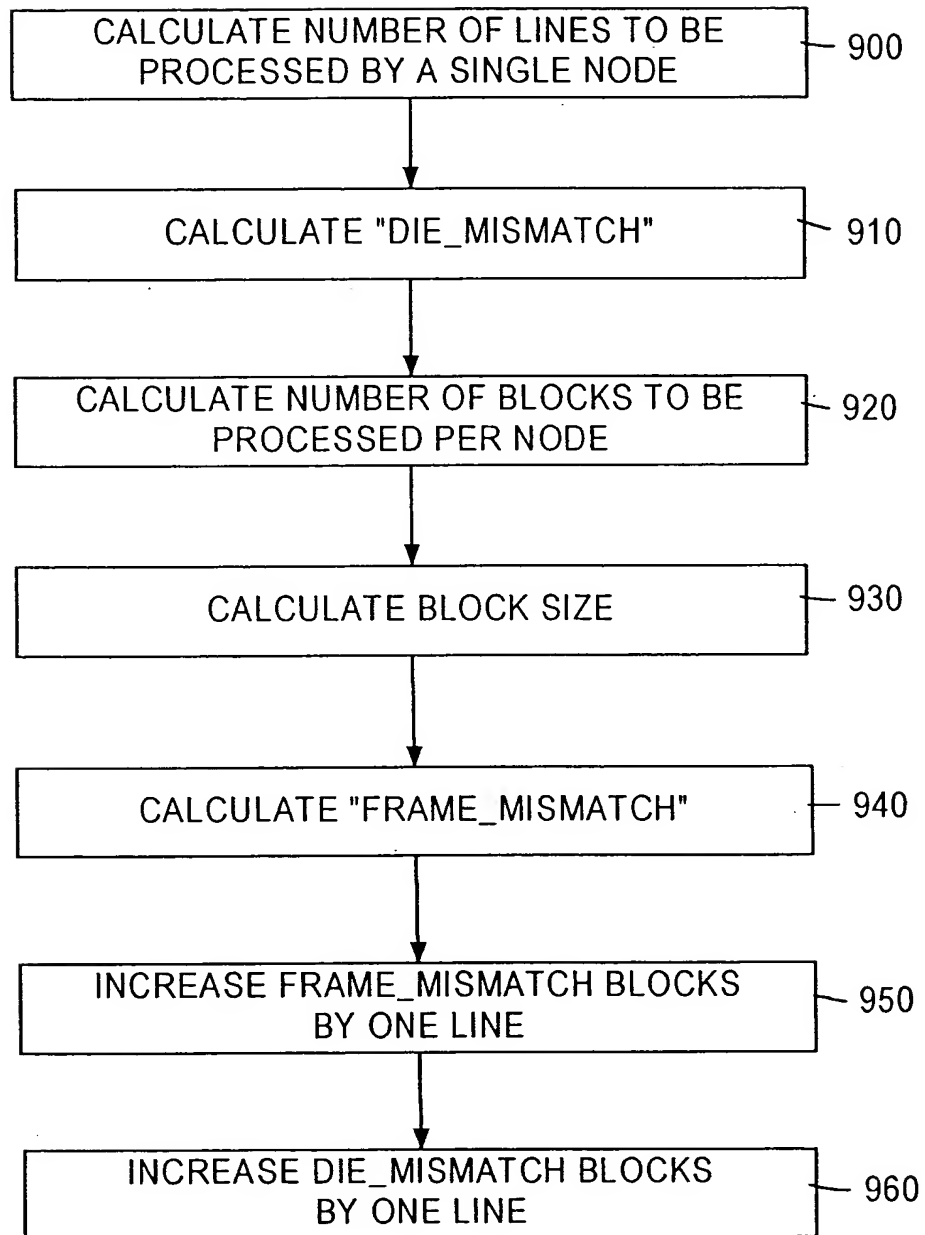 CALCULATE NUMBER OF LINES TO BE
PROCESSED BY A SINGLE NODE
900
CALCULATE "DIE_MISMATCH"
910
CALCULATE NUMBER OF BLOCKS TO BE
PROCESSED PER NODE
920
CALCULATE BLOCK SIZE
930
CALCULATE "FRAME_MISMATCH"
940
INCREASE FRAME_MISMATCH BLOCKS
BY ONE LINE
950
INCREASE DIE_MISMATCH BLOCKS
BY ONE LINE
960